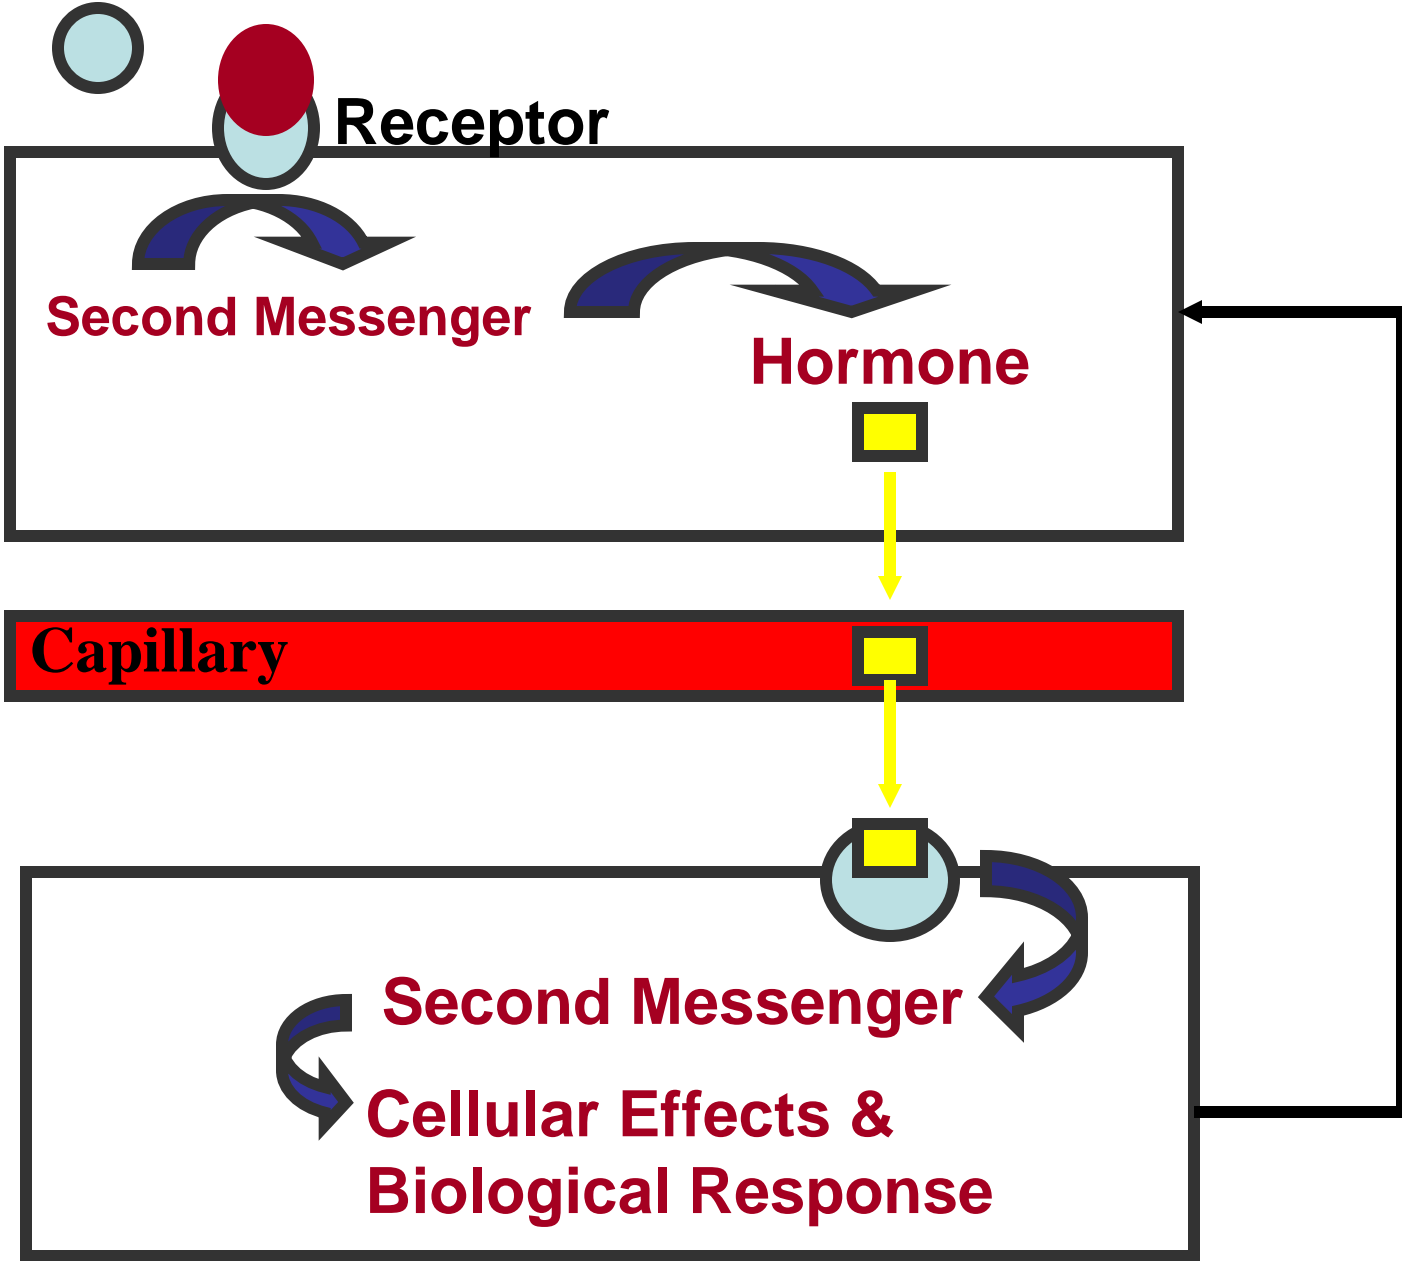 Receptor
Second Messenger
Hormone
Capillary
Second Messenger
Cellular Effects &
Biological Response